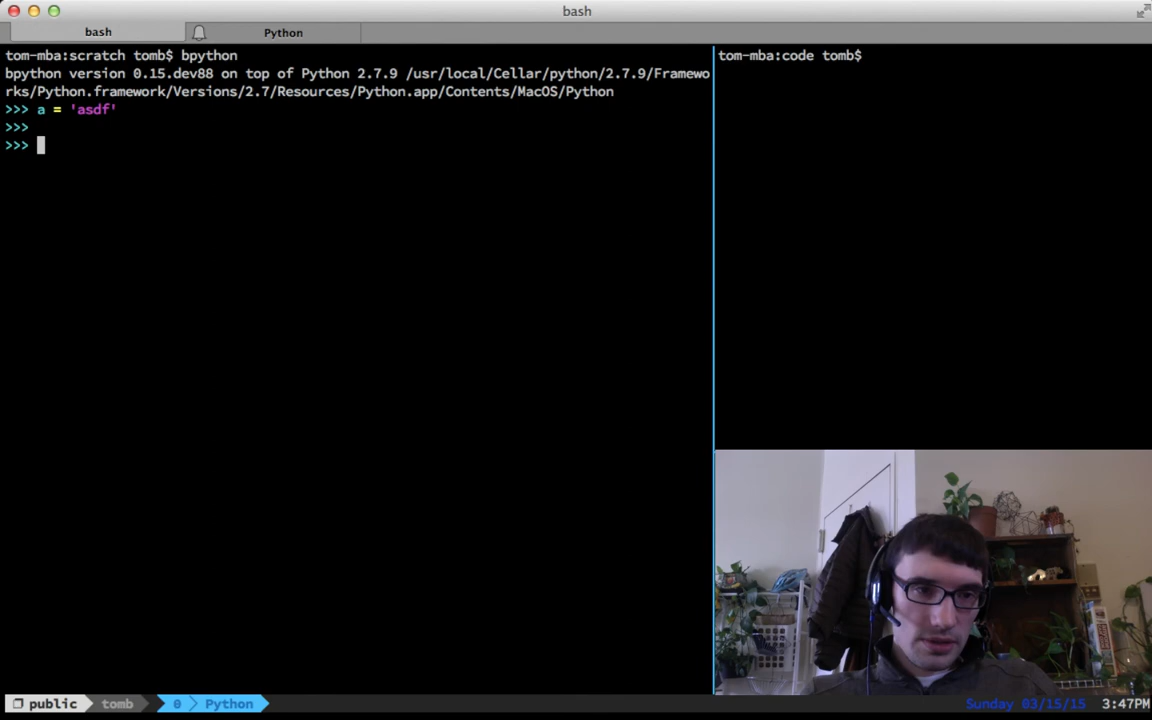 bash
bash
Python
tom-mba:scratch tomb$ bpython
bpython version 0.15.dev88 on top of Python 2.7.9 /usr/local/Cellar/python/2.7.9/Framewo
rks/Python.framework/Versions/2.7/Resources/Python.app/Contents/MacOS/Python
>>> a = 'asdf'
>>>
>>>
tom-mba:code tomb$
public tomb 0 Python
Sunday 03/15/15 3:47PM